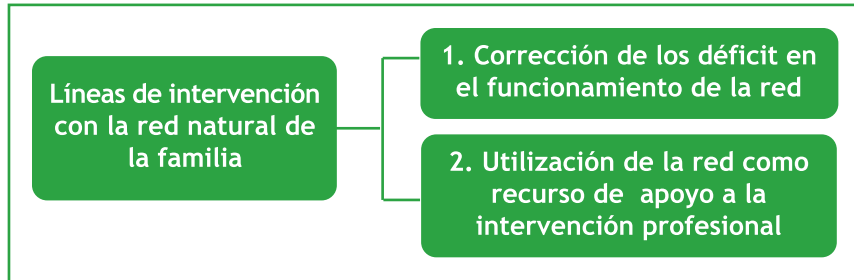 Líneas de intervención
con la red natural de
la familia
1. Corrección de los déficit en
el funcionamiento de la red
2. Utilización de la red como
recurso de apoyo a la
intervención profesional